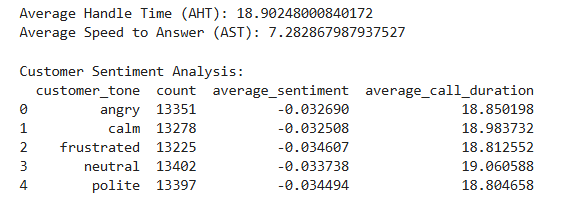 Average Handle Time (AHT): 18.90248000840172
Average Speed to Answer (AST): 7.282867987937527
Customer Sentiment Analysis:
customer_tone count average_sentiment average_call_duration
0 angry 13351 -0.032690 18.850198
1 calm 13278 -0.032508 18.983732
2 frustrated 13225 -0.034607 18.812552
3 neutral 13402 -0.033738 19.060588
4 polite 13397 -0.034494 18.804658